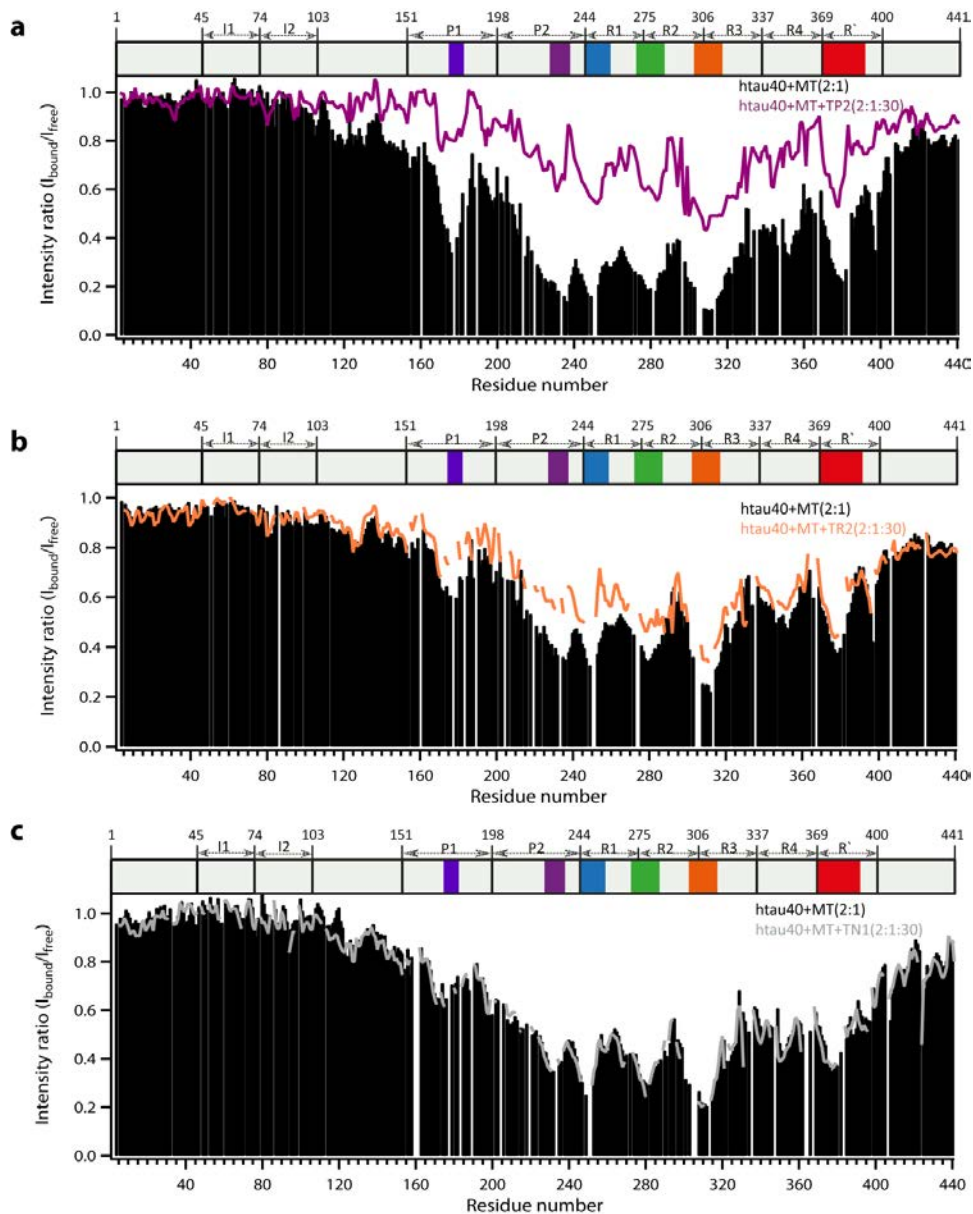 a
1 45 74 103 151 198 244 275 306 337 369 400 441
I1 I2 P1 P2 R1 R2 R3 R4 R`
htau40+MT(2:1)
htau40+MT+TP2(2:1:30)
Intensity ratio (Ibound/Ifree)
1.0
0.8
0.6
0.4
0.2
0.0
40 80 120 160 200 240 280 320 360 400
Residue number
b
1 45 74 103 151 198 244 275 306 337 369 400 441
I1 I2 P1 P2 R1 R2 R3 R4 R`
htau40+MT(2:1)
htau40+MT+TR2(2:1:30)
Intensity ratio (Ibound/Ifree)
1.0
0.8
0.6
0.4
0.2
0.0
40 80 120 160 200 240 280 320 360 400 440
Residue number
c
1 45 74 103 151 198 244 275 306 337 369 400 441
I1 I2 P1 P2 R1 R2 R3 R4 R`
htau40+MT(2:1)
htau40+MT+TN1(2:1:30)
Intensity ratio (Ibound/Ifree)
1.0
0.8
0.6
0.4
0.2
0.0
40 80 120 160 200 240 280 320 360 400 440
Residue number